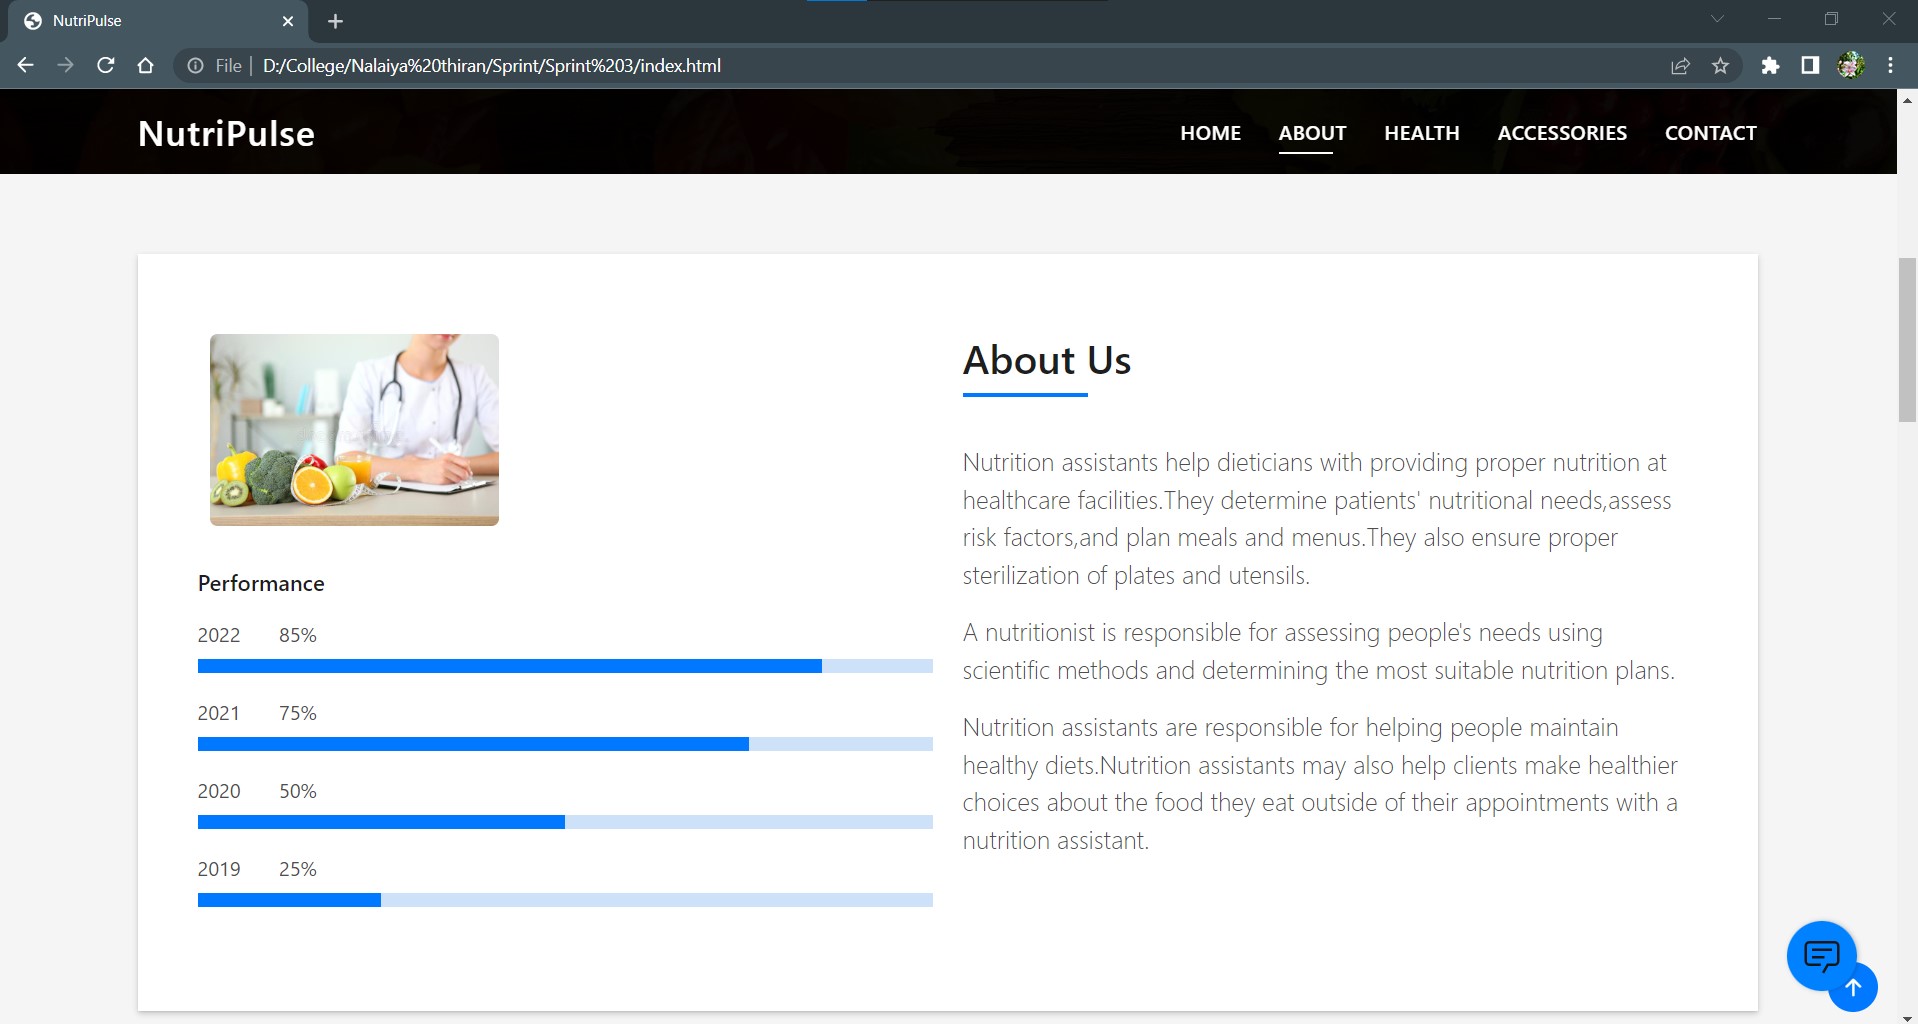 NutriPulse
File | D:/College/Nalaiya%20thiran/Sprint/Sprint%203/index.html
NutriPulse
HOME ABOUT HEALTH ACCESSORIES CONTACT
About Us
Nutrition assistants help dieticians with providing proper nutrition at
healthcare facilities.They determine patients' nutritional needs,assess
risk factors,and plan meals and menus.They also ensure proper
sterilization of plates and utensils.
A nutritionist is responsible for assessing people's needs using
scientific methods and determining the most suitable nutrition plans.
Nutrition assistants are responsible for helping people maintain
healthy diets.Nutrition assistants may also help clients make healthier
choices about the food they eat outside of their appointments with a
nutrition assistant.
Performance
2022 85%
2021 75%
2020 50%
2019 25%